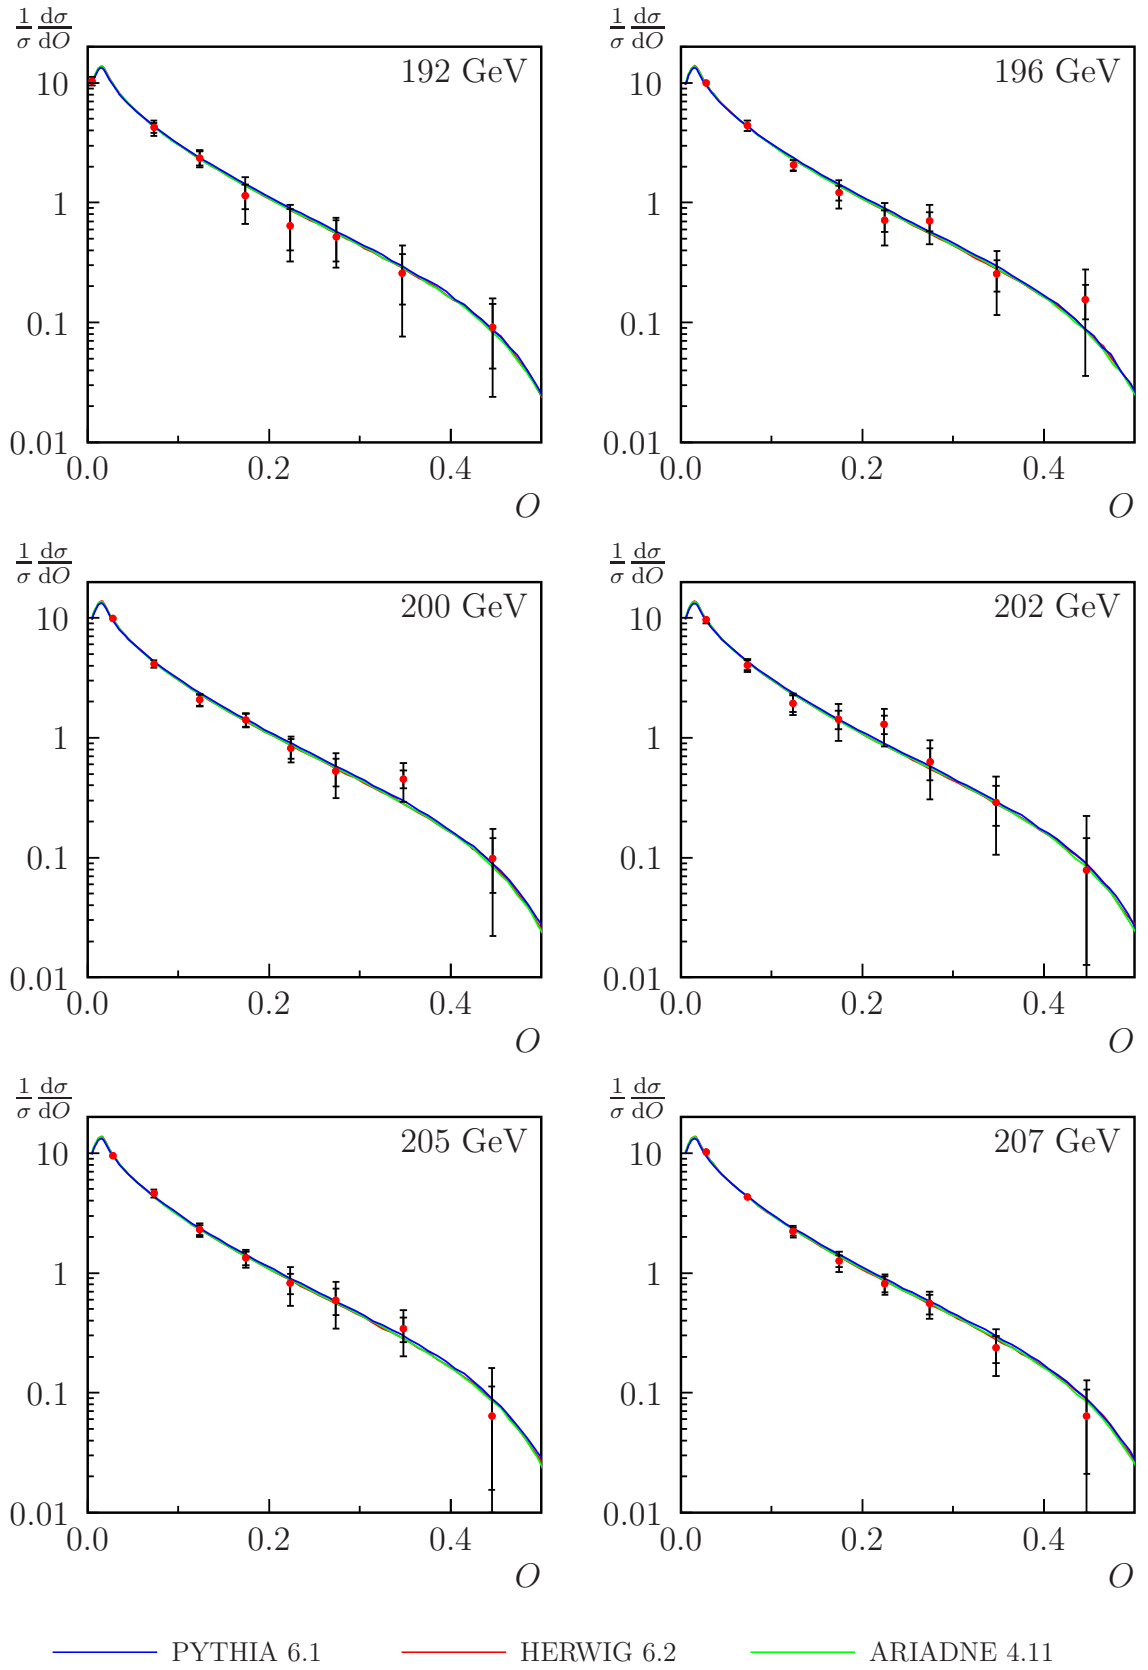 1/σ dσ/dO 1/σ dσ/dO
192 GeV 196 GeV
10 10
1 1
0.1 0.1
0.01 0.01
0.0 0.2 0.4 0.0 0.2 0.4
O O
1/σ dσ/dO 1/σ dσ/dO
200 GeV 202 GeV
10 10
1 1
0.1 0.1
0.01 0.01
0.0 0.2 0.4 0.0 0.2 0.4
O O
1/σ dσ/dO 1/σ dσ/dO
205 GeV 207 GeV
10 10
1 1
0.1 0.1
0.01 0.01
0.0 0.2 0.4 0.0 0.2 0.4
O O
PYTHIA 6.1 HERWIG 6.2 ARIADNE 4.11